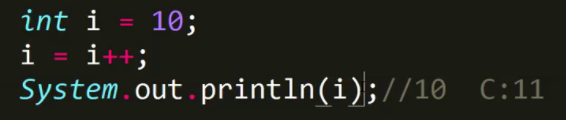 int i = 10;
i = i++;
System.out.println(i);//10  C:11